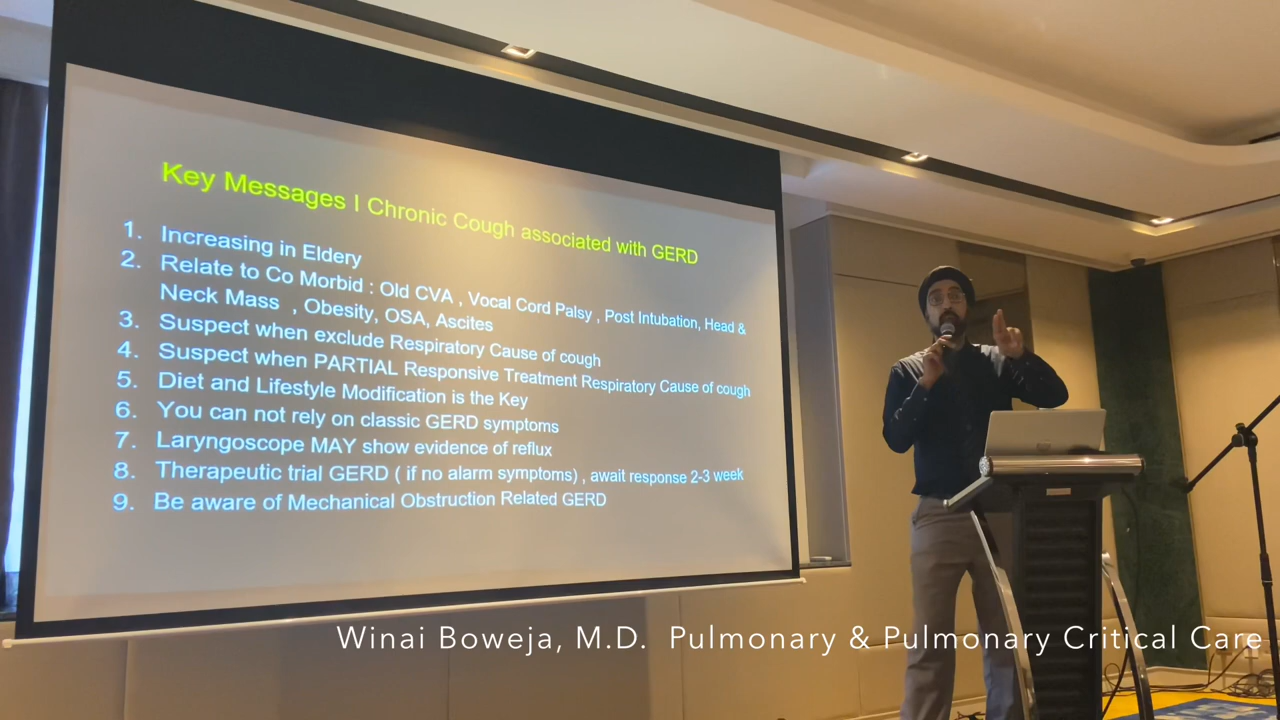 Key Messages I Chronic Cough associated with GERD
1. Increasing in Eldery
2. Relate to Co Morbid : Old CVA , Vocal Cord Palsy , Post Intubation, Head &
Neck Mass , Obesity, OSA, Ascites
3. Suspect when exclude Respiratory Cause of cough
4. Suspect when PARTIAL Responsive Treatment Respiratory Cause of cough
5. Diet and Lifestyle Modification is the Key
6. You can not rely on classic GERD symptoms
7. Laryngoscope MAY show evidence of reflux
8. Therapeutic trial GERD ( if no alarm symptoms) , await response 2-3 week
9. Be aware of Mechanical Obstruction Related GERD
Winai Boweja, M.D. Pulmonary & Pulmonary Critical Care